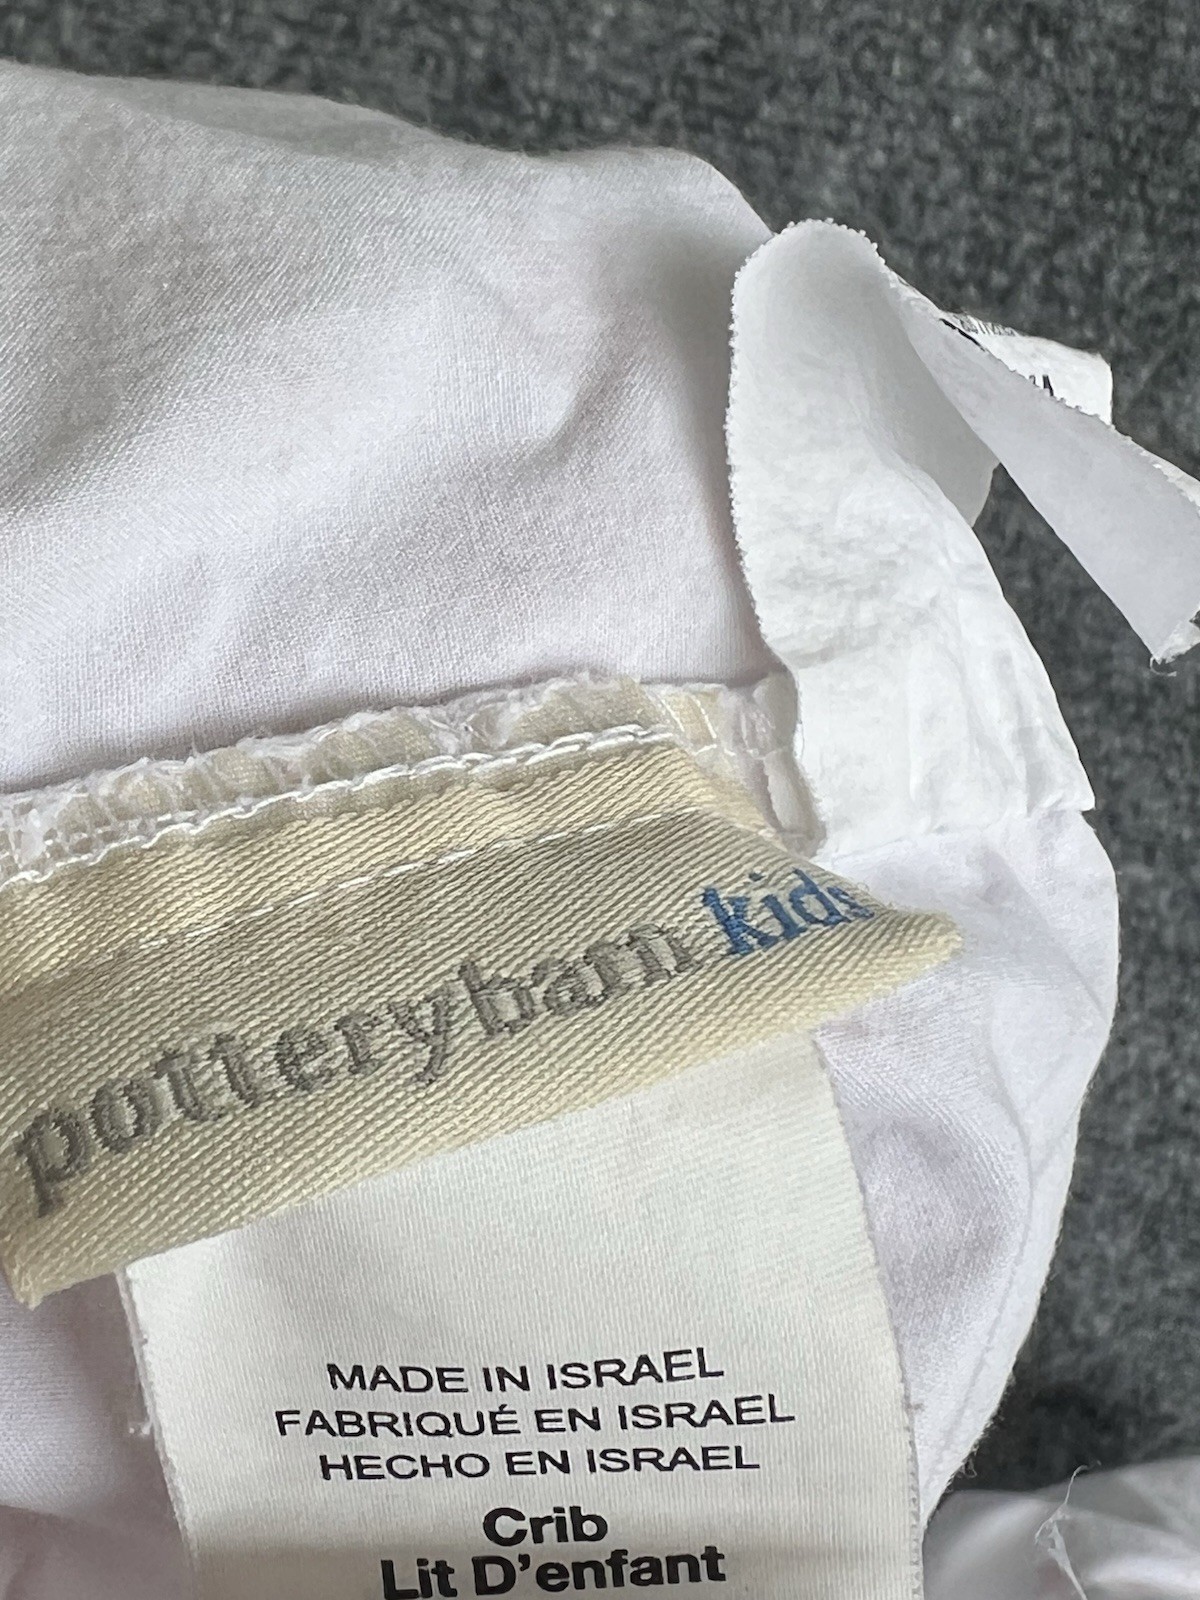 potterybarn kids
MADE IN ISRAEL
FABRIQUÉ EN ISRAEL
HECHO EN ISRAEL
Crib
Lit D'enfant